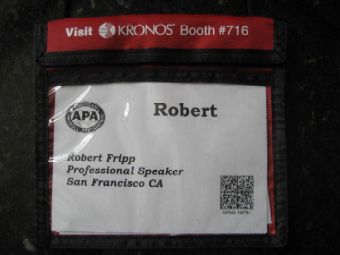 Visit KRONOS® Booth #716
APA
Robert
Robert Fripp
Professional Speaker
San Francisco CA